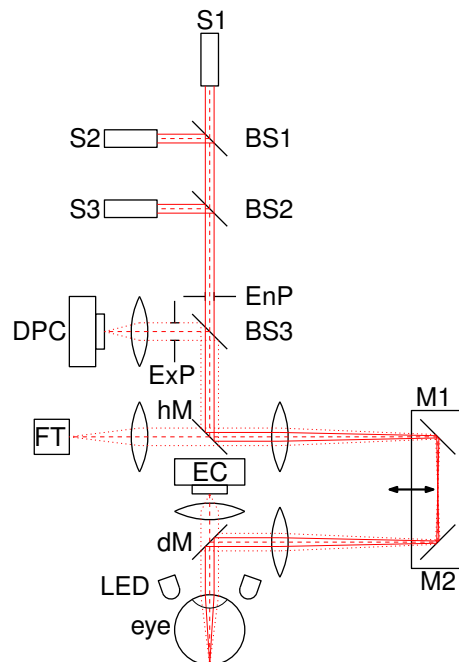 S1
S2 BS1
S3 BS2
EnP
DPC BS3
ExP
hM M1
FT
EC
dM
LED M2
eye